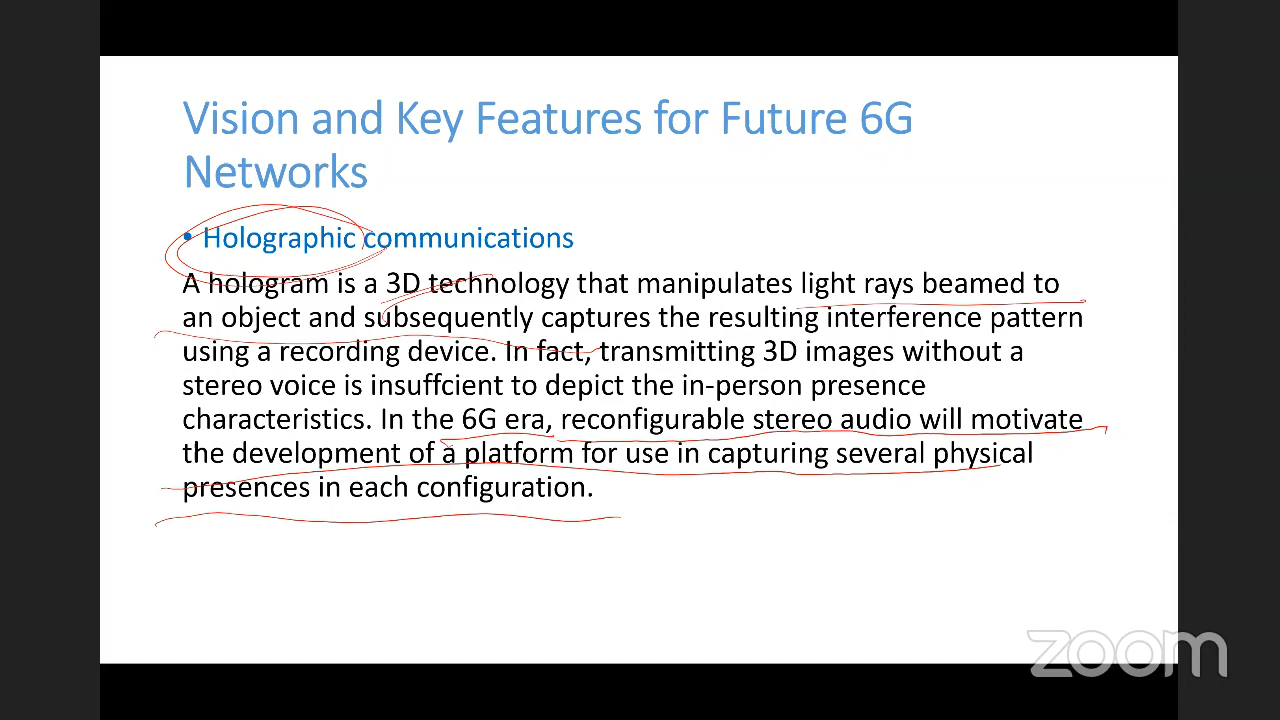 Vision and Key Features for Future 6G
Networks
• Holographic communications
A hologram is a 3D technology that manipulates light rays beamed to
an object and subsequently captures the resulting interference pattern
using a recording device. In fact, transmitting 3D images without a
stereo voice is insuffcient to depict the in-person presence
characteristics. In the 6G era, reconfigurable stereo audio will motivate
the development of a platform for use in capturing several physical
presences in each configuration.
zoom